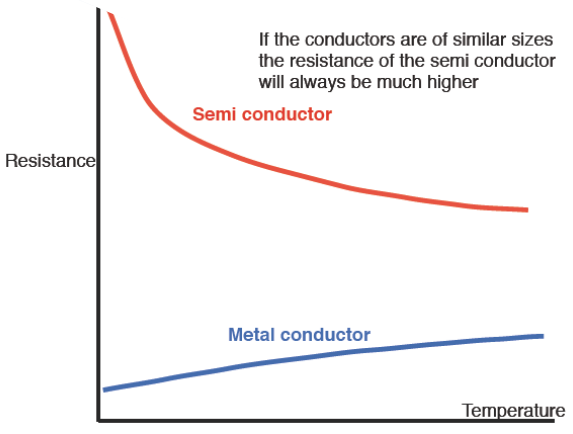 If the conductors are of similar sizes
the resistance of the semi conductor
will always be much higher
Semi conductor
Resistance
Metal conductor
Temperature